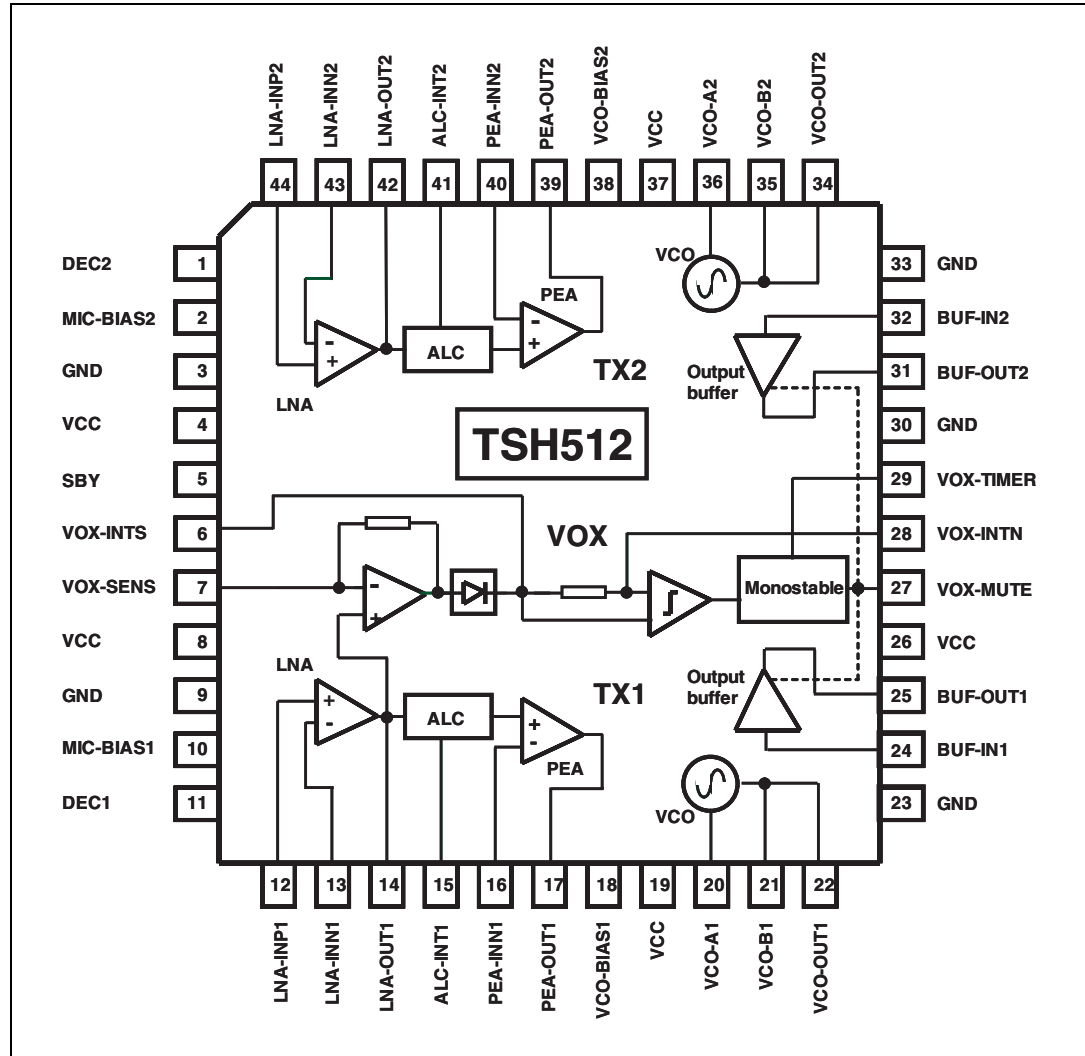 LNA-INP2
LNA-INN2
LNA-OUT2
ALC-INT2
PEA-INN2
PEA-OUT2
VCO-BIAS2
VCC
VCO-A2
VCO-B2
VCO-OUT2
44
43
42
41
40
39
38
37
36
35
34
DEC2
1
MIC-BIAS2
2
GND
3
VCC
4
SBY
5
VOX-INTS
6
VOX-SENS
7
VCC
8
GND
9
MIC-BIAS1
10
DEC1
11
-
+
LNA
ALC
-
+
PEA
TX2
VCO
Output
buffer
TSH512
VOX
-
+
Monostable
LNA
+
-
ALC
+
-
PEA
TX1
Output
buffer
VCO
33
GND
32
BUF-IN2
31
BUF-OUT2
30
GND
29
VOX-TIMER
28
VOX-INTN
27
VOX-MUTE
26
VCC
25
BUF-OUT1
24
BUF-IN1
23
GND
12
13
14
15
16
17
18
19
20
21
22
LNA-INP1
LNA-INN1
LNA-OUT1
ALC-INT1
PEA-INN1
PEA-OUT1
VCO-BIAS1
VCC
VCO-A1
VCO-B1
VCO-OUT1